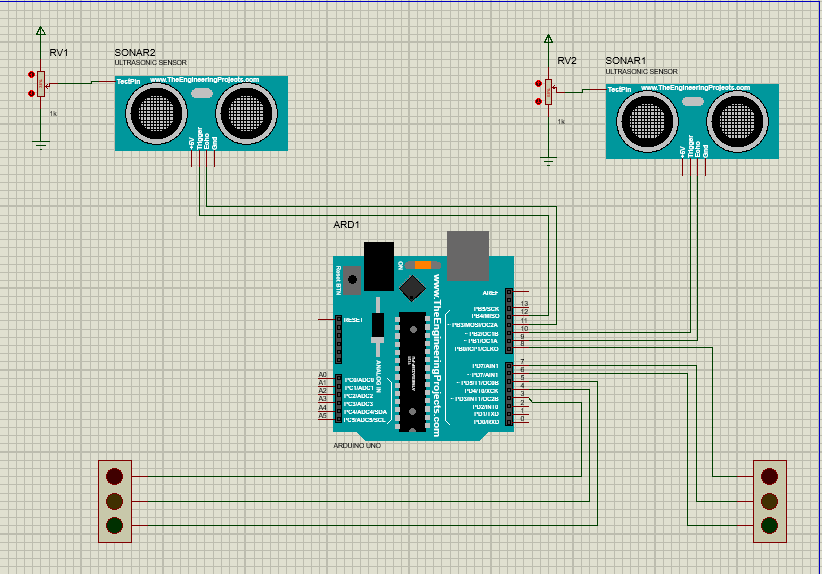 RV1
1k
SONAR2
ULTRASONIC SENSOR
TestPin
www.TheEngineeringProjects.com
+5V
Trigger
Echo
Gnd
RV2
1k
SONAR1
ULTRASONIC SENSOR
TestPin
www.TheEngineeringProjects.com
+5V
Trigger
Echo
Gnd
ARD1
Reset BTN
ON
www.TheEngineeringProjects.com
ANALOG IN
RESET
A0 PC0/ADC0
A1 PC1/ADC1
A2 PC2/ADC2
A3 PC3/ADC3
A4 PC4/ADC4/SDA
A5 PC5/ADC5/SCL
AREF
PB5/SCK 13
PB4/MISO 12
~ PB3/MOSI/OC2A 11
~ PB2/OC1B 10
~ PB1/OC1A 9
PB0/ICP1/CLKO 8
PD7/AIN1 7
~ PD7/AIN1 6
~ PD5/T1/OC0B 5
PD4/T0/XCK 4
~ PD3/INT1/OC2B 3
PD2/INT0 2
PD1/TXD 1
PD0/RXD 0
ARDUINO UNO